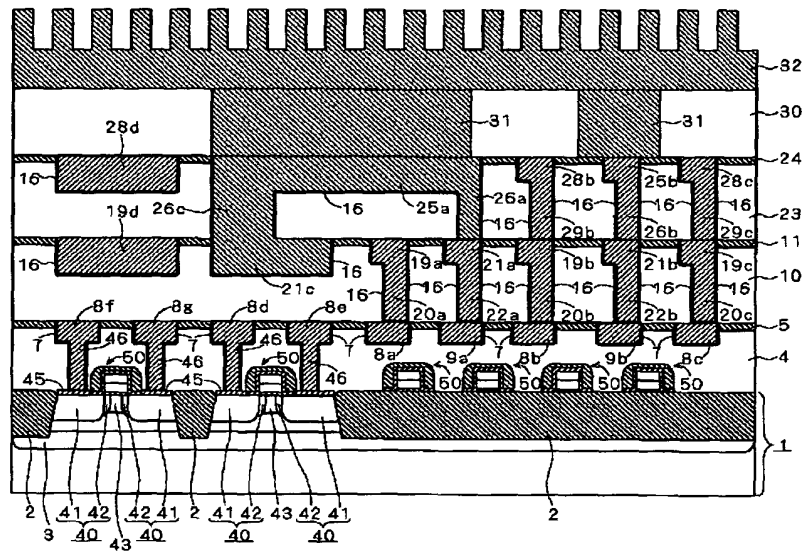 32
30
31 31
28d
24
16
28b 25b 28c
26c 25a 26a
16 16 16 16
23
19d
16 29b 26b 29c
11
16
16
19a 21a 19b 21b 19c
10
21c
16 16 16 16 16
8f 8g 8d 8e
20a 22a 20b 22b 20c
5
7 46 50 46 46 50 46 7 7 7
8a 9a 8b 9b 8c
4
45 45
50 50 50 50
1
2 3 41 42 43 42 41 2 41 42 43 42 41 2
40 40 40 40